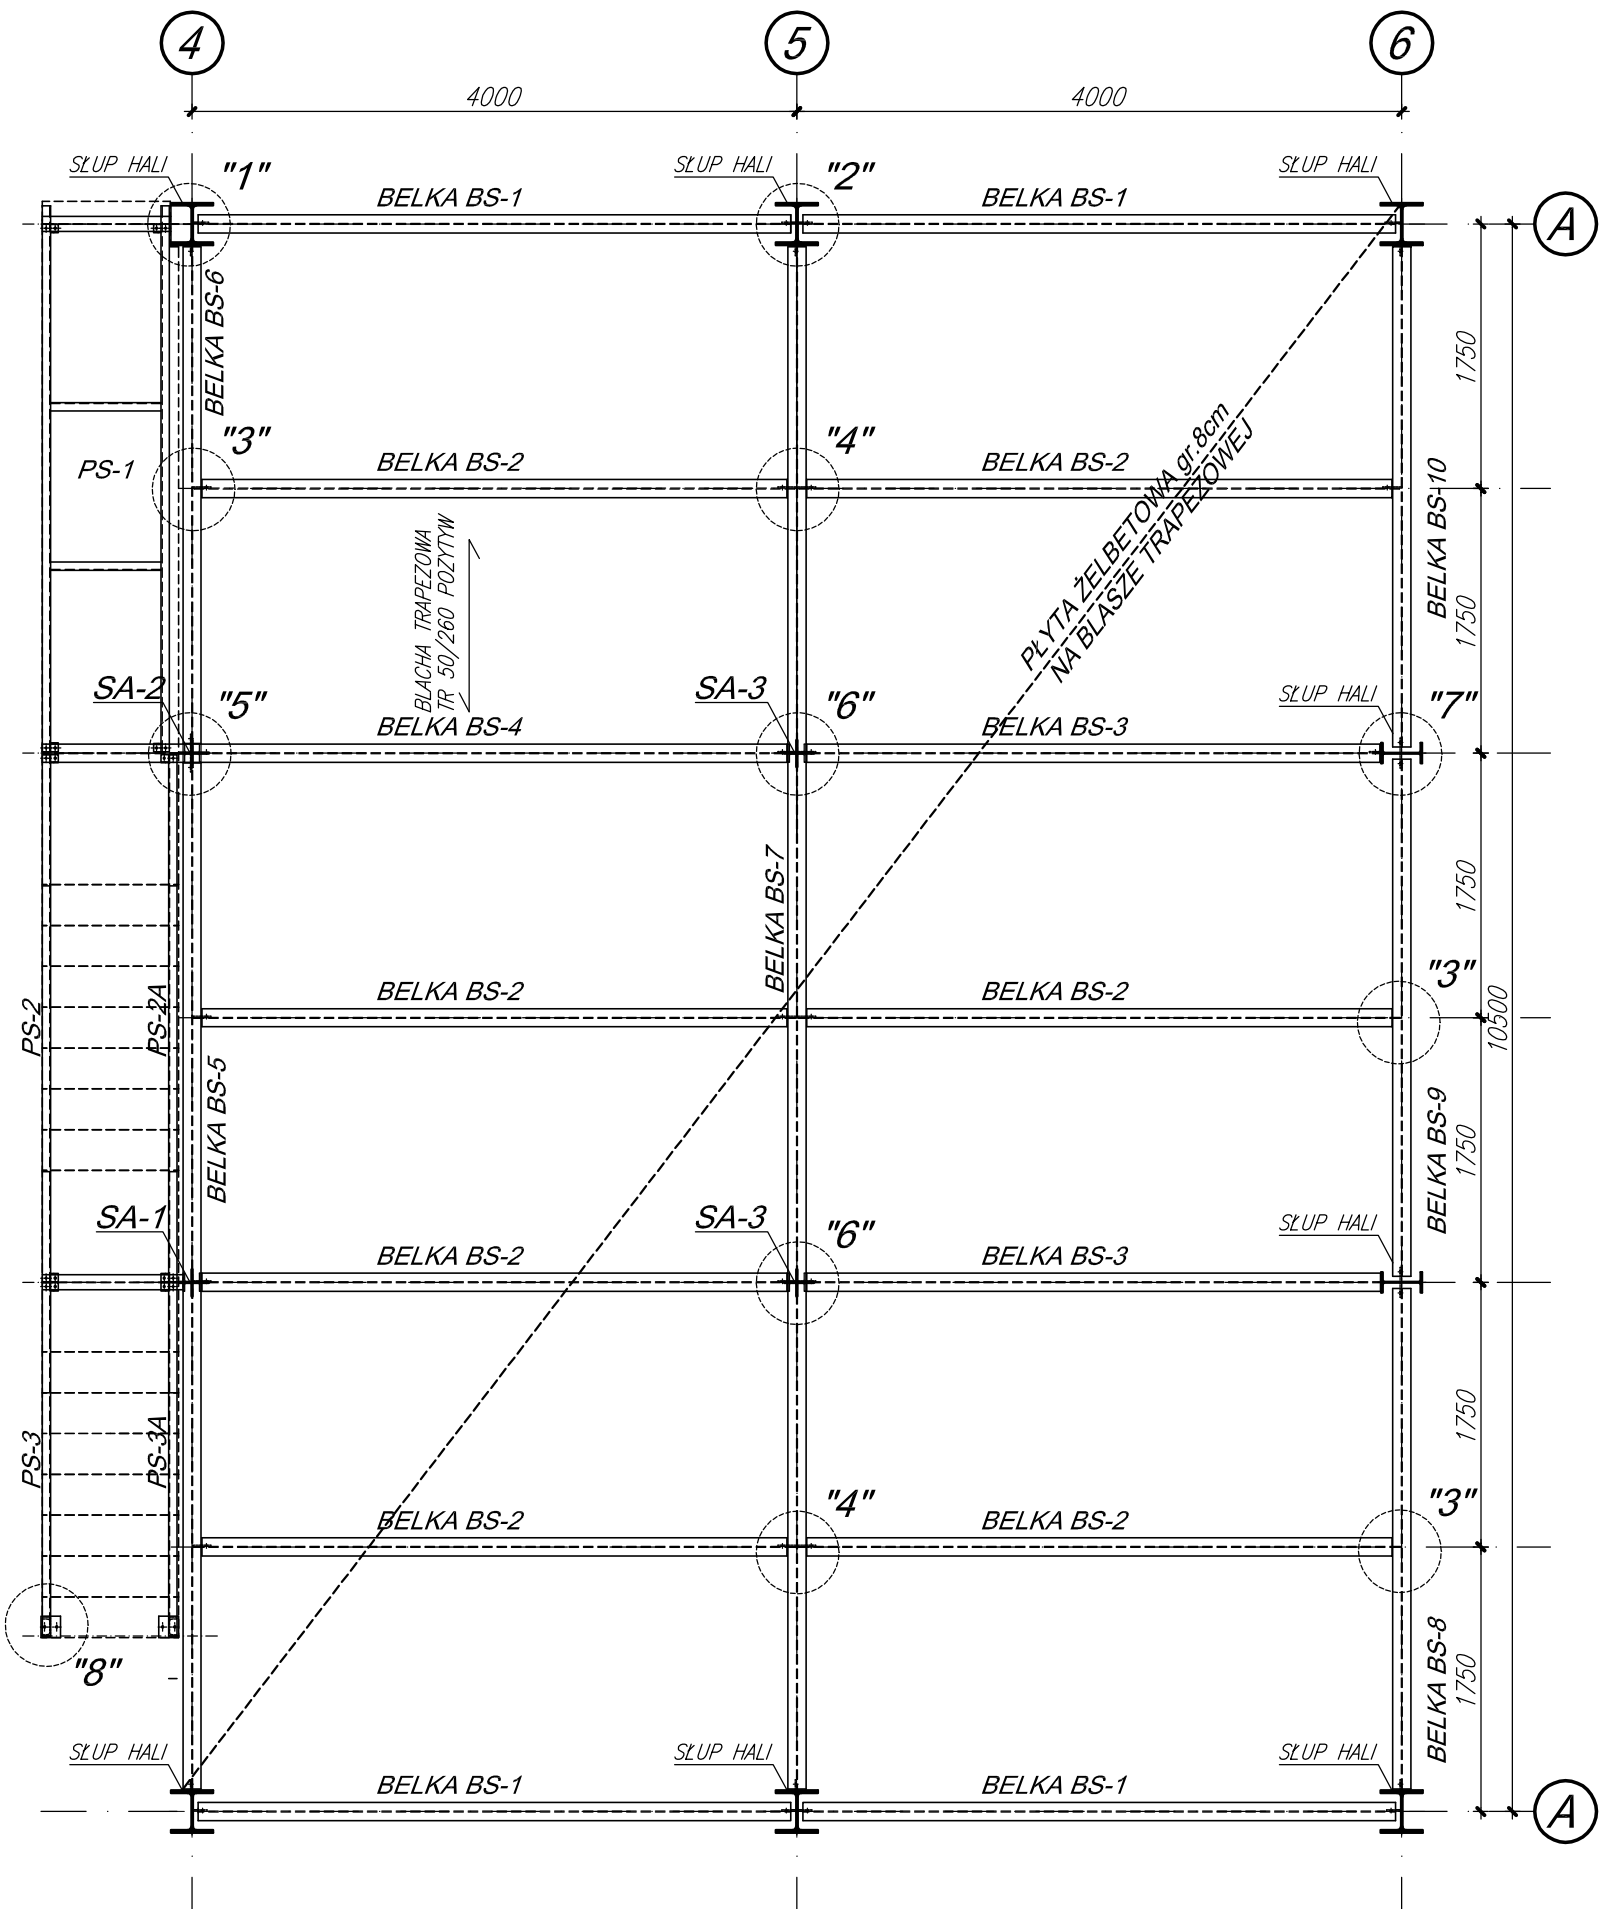 4
5
6
4000
4000
SŁUP HALI
"1"
SŁUP HALI
"2"
SŁUP HALI
BELKA BS-1
BELKA BS-1
A
BELKA BS-6
1750
"3"
"4"
PS-1
BELKA BS-2
BELKA BS-2
PŁYTA ŻELBETOWA gr.8cm
NA BLASZE TRAPEZOWEJ
BELKA BS-10
BLACHA TRAPEZOWA
TR 50/260 POZYTYW
1750
SA-2
"5"
SA-3
"6"
SŁUP HALI
"7"
BELKA BS-4
BELKA BS-3
BELKA BS-7
1750
BELKA BS-2
BELKA BS-2
"3"
PS-2
PS-2A
10500
BELKA BS-5
BELKA BS-9
1750
SA-1
SA-3
"6"
SŁUP HALI
BELKA BS-2
BELKA BS-3
PS-3
PS-3A
1750
"4"
"3"
BELKA BS-2
BELKA BS-2
"8"
BELKA BS-8
1750
SŁUP HALI
SŁUP HALI
SŁUP HALI
BELKA BS-1
BELKA BS-1
A